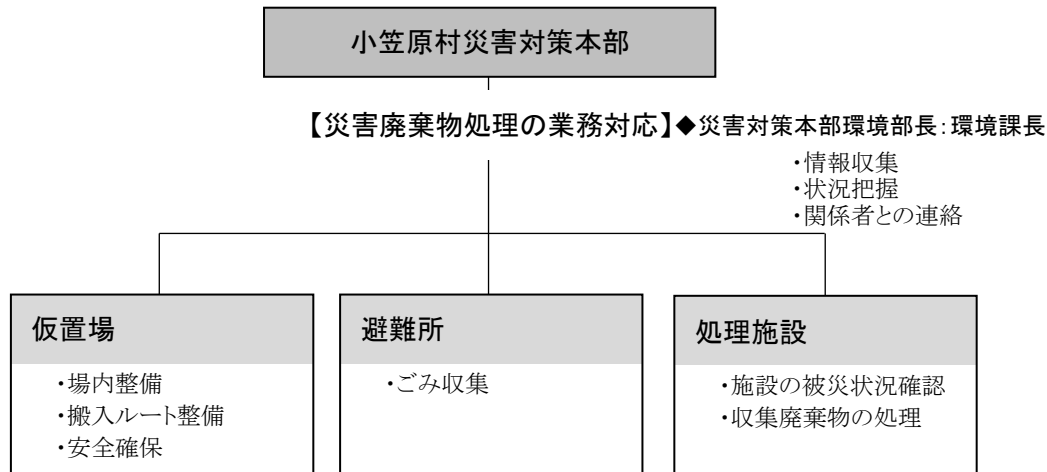 小笠原村災害対策本部
【災害廃棄物処理の業務対応】◆災害対策本部環境部長：環境課長
・情報収集
・状況把握
・関係者との連絡
仮置場
・場内整備
・搬入ルート整備
・安全確保
避難所
・ごみ収集
処理施設
・施設の被災状況確認
・収集廃棄物の処理